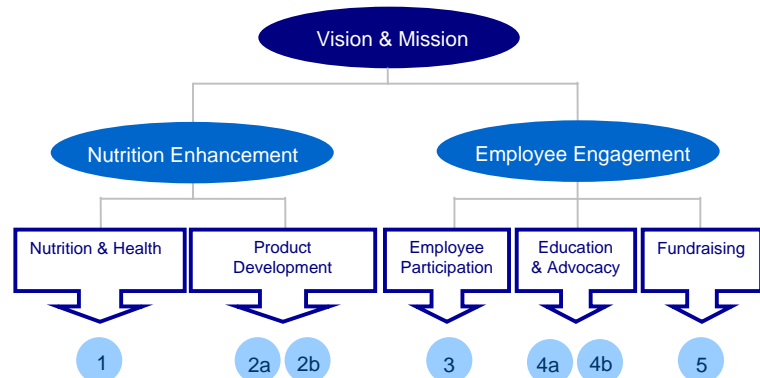 Vision & Mission
Nutrition Enhancement
Employee Engagement
Nutrition & Health
Product
Development
Employee
Participation
Education
& Advocacy
Fundraising
1
2a
2b
3
4a
4b
5